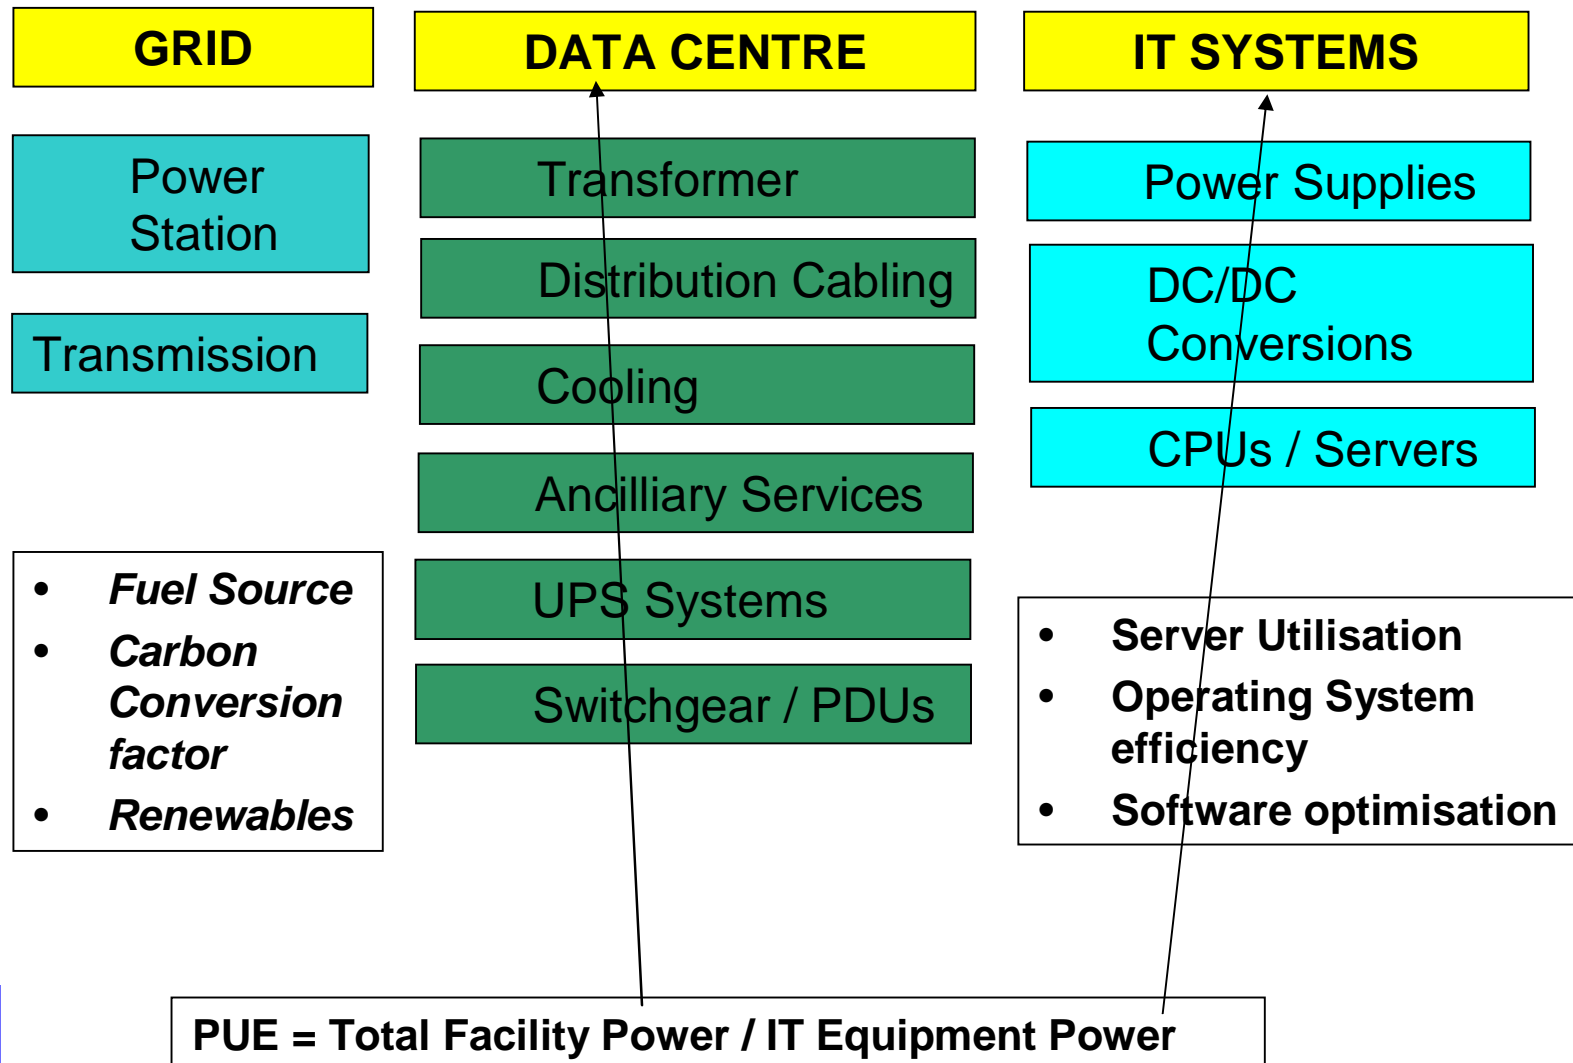 GRID
Power
Station
Transmission
• Fuel Source
• Carbon
Conversion
factor
• Renewables
DATA CENTRE
Transformer
Distribution Cabling
Cooling
Ancilliary Services
UPS Systems
Switchgear / PDUs
IT SYSTEMS
Power Supplies
DC/DC
Conversions
CPUs / Servers
• Server Utilisation
• Operating System
efficiency
• Software optimisation
PUE = Total Facility Power / IT Equipment Power